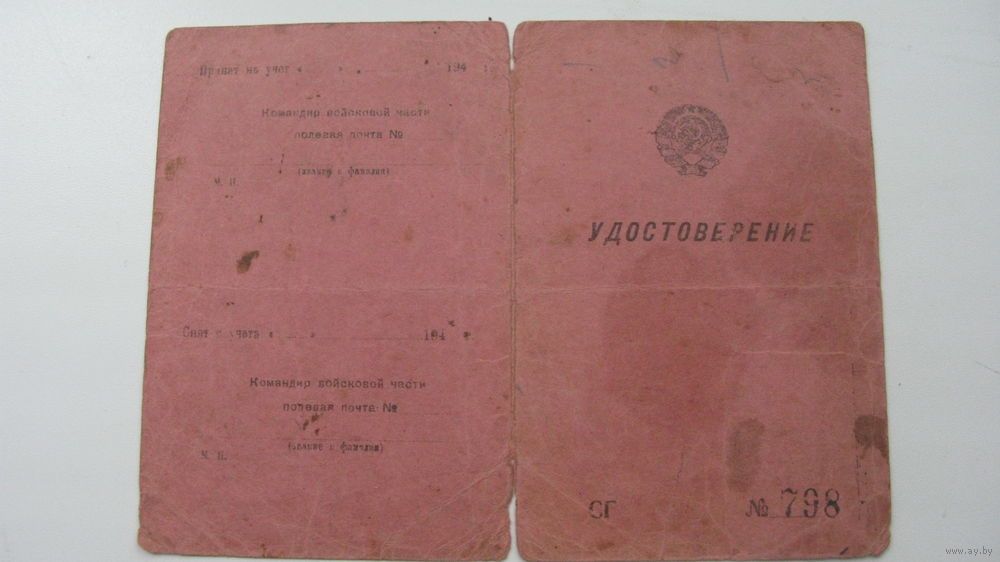 Принят на учет « » 194 г.
Командир войсковой части
полевая почта №
(звание и фамилия)
М. П.
Снят с учета « » 194 г.
Командир войсковой части
полевая почта №
(звание и фамилия)
М. П.
УДОСТОВЕРЕНИЕ
СГ № 798
www.ay.by